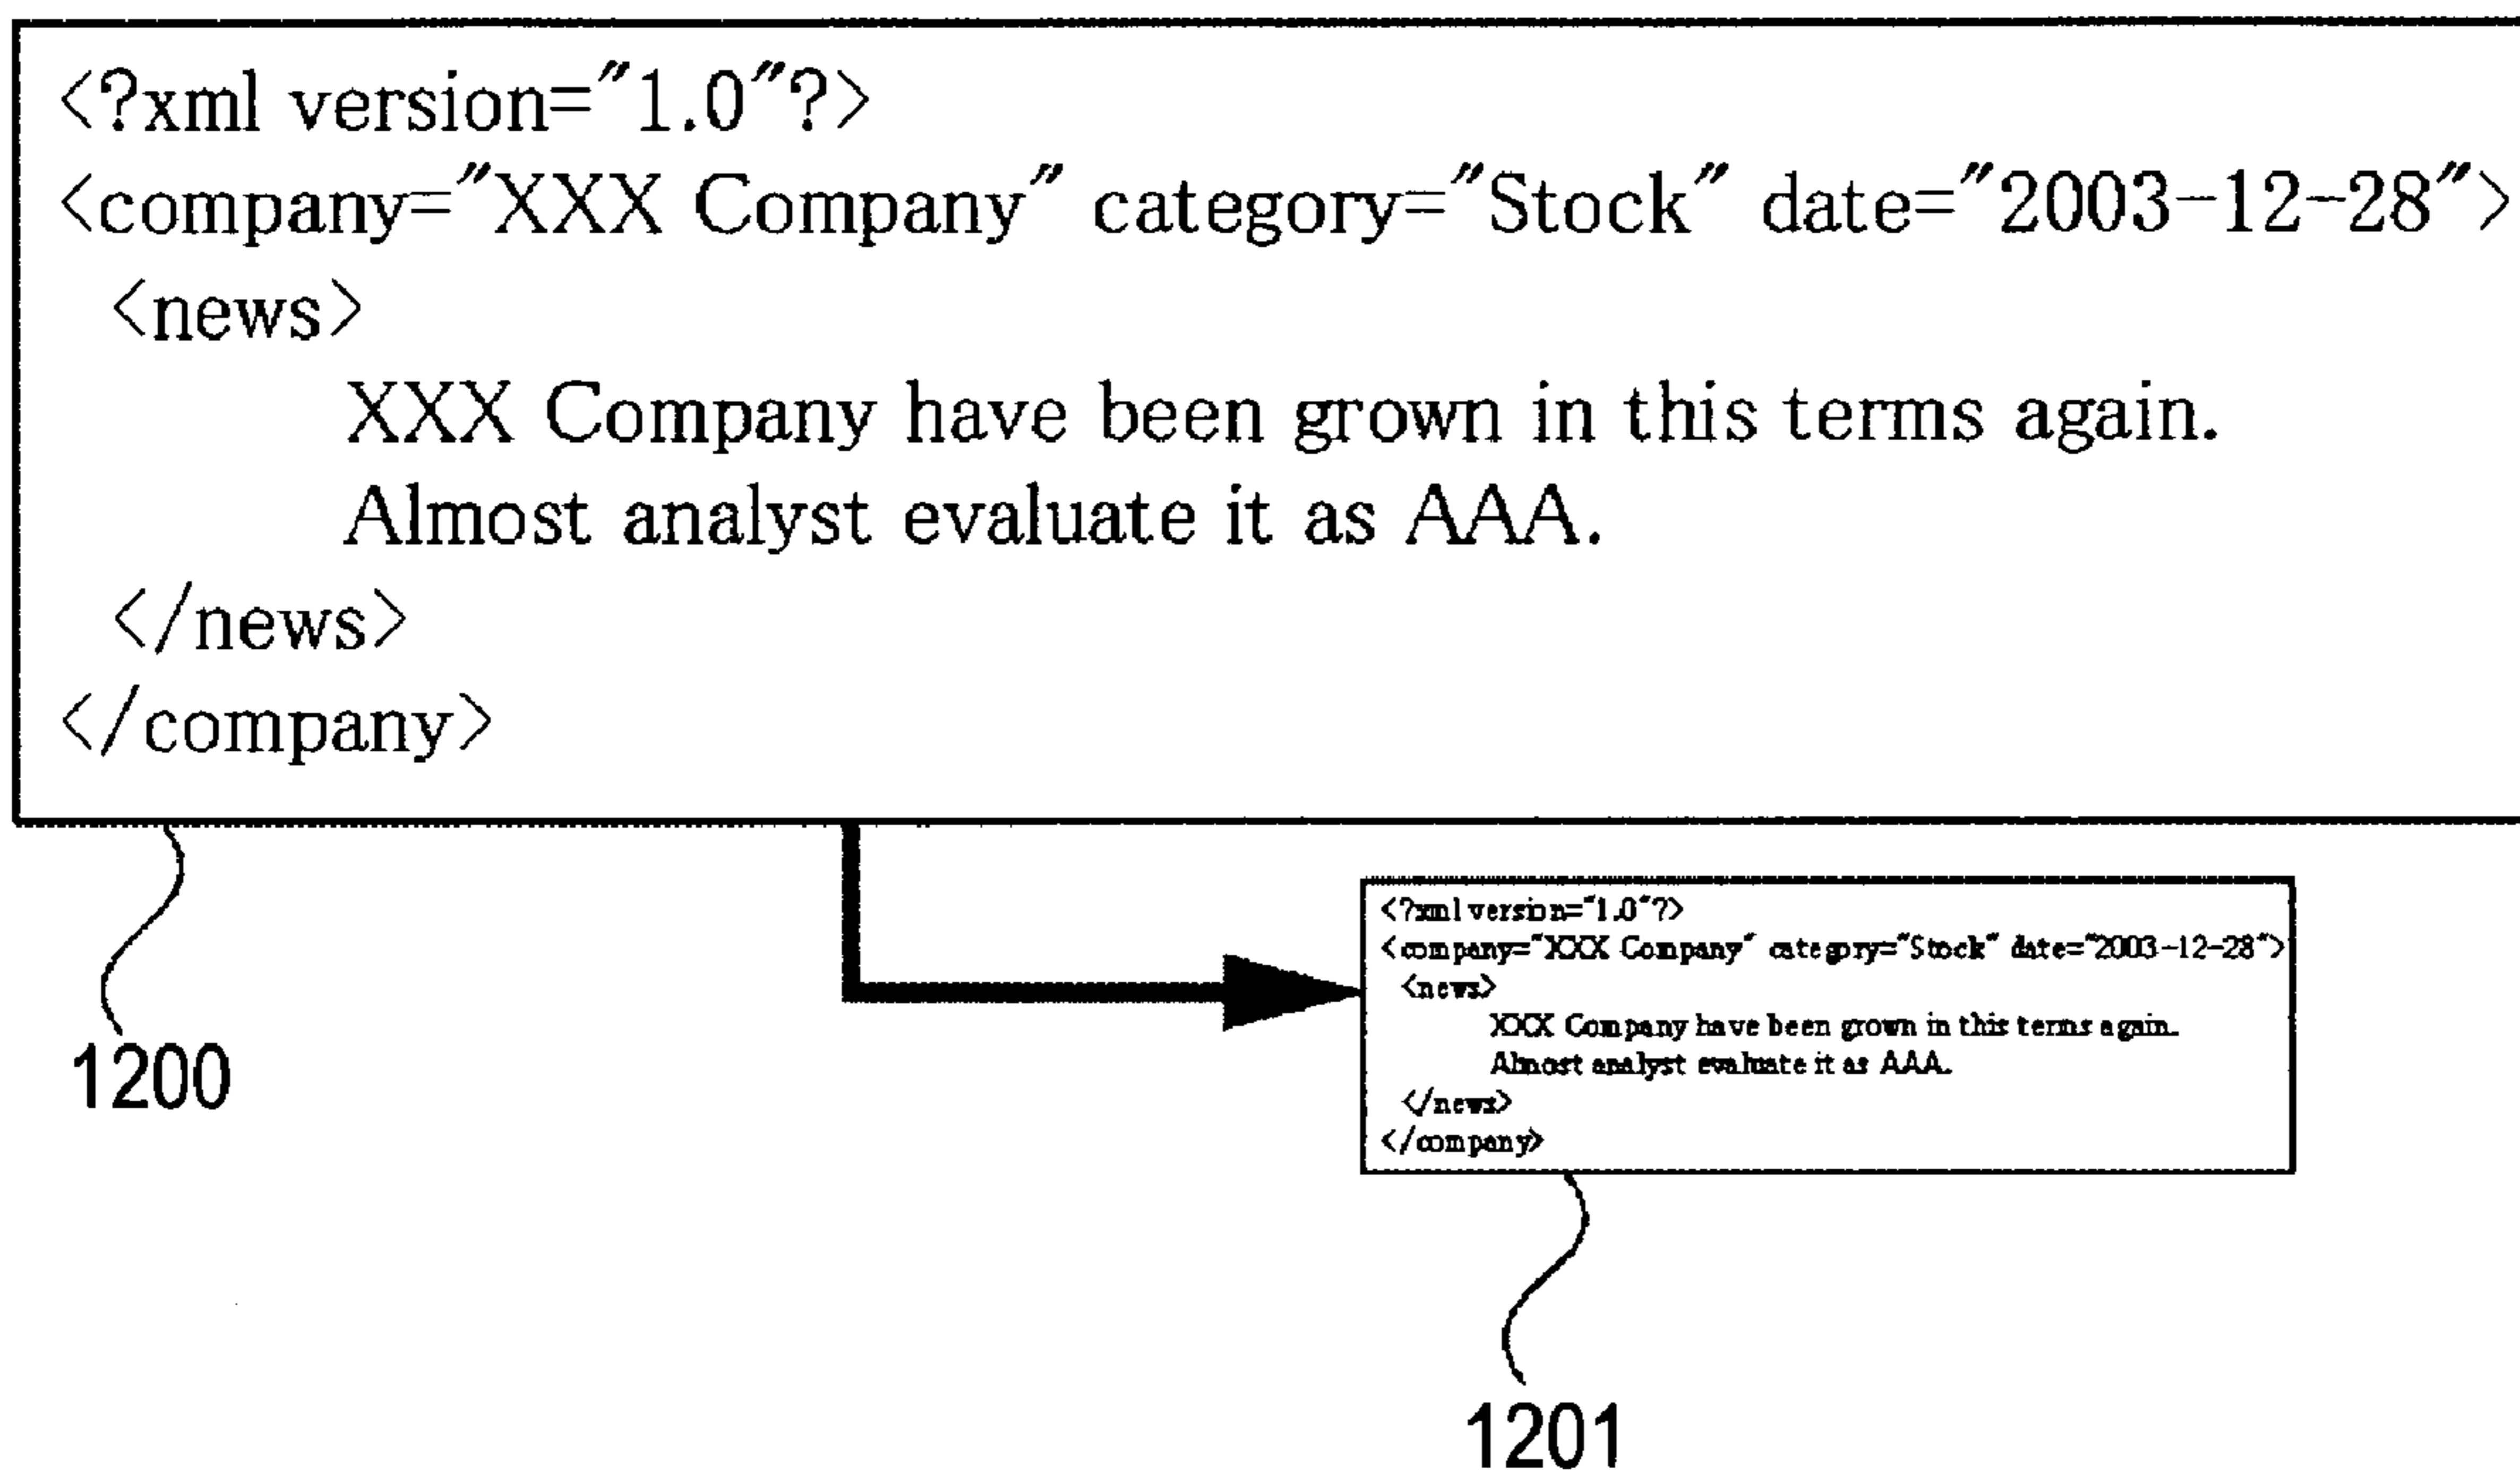 <?xml version="1.0"?>
<company="XXX Company" category="Stock" date="2003-12-28">
<news>
XXX Company have been grown in this terms again.
Almost analyst evaluate it as AAA.
</news>
</company>
1200
<?xml version="1.0"?>
<company="XXX Company" category="Stock" date="2003-12-28">
<news>
XXX Company have been grown in this terms again.
Almost analyst evaluate it as AAA.
</news>
</company>
1201